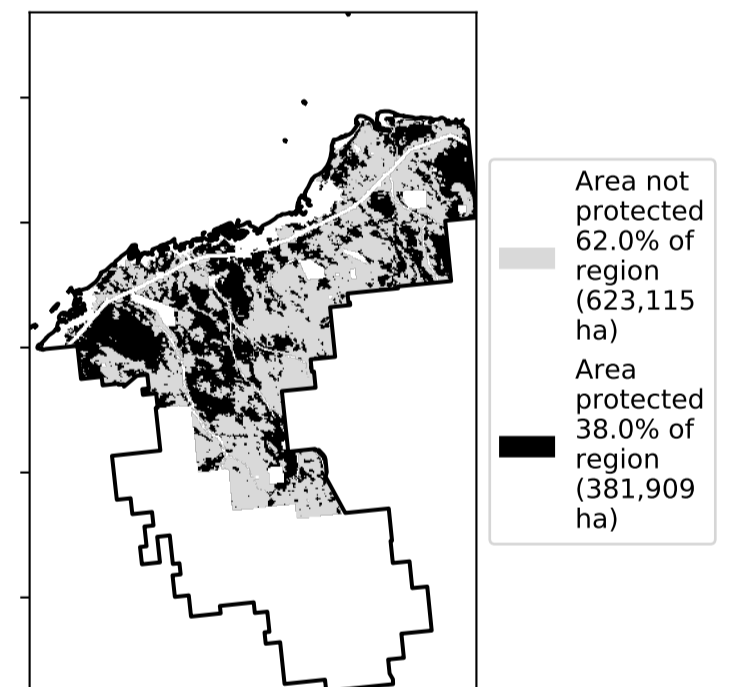 Area not
protected
62.0% of
region
(623,115
ha)
Area
protected
38.0% of
region
(381,909
ha)